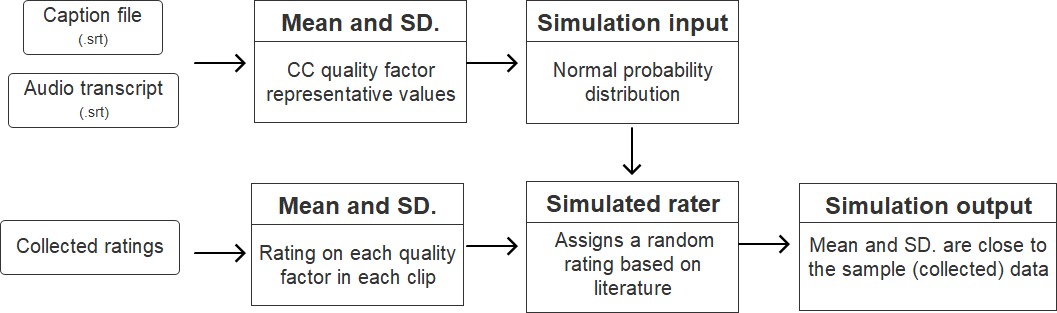 Caption file
(.srt)
Audio transcript
(.srt)
Mean and SD.
CC quality factor
representative values
Simulation input
Normal probability
distribution
Collected ratings
Mean and SD.
Rating on each quality
factor in each clip
Simulated rater
Assigns a random
rating based on
literature
Simulation output
Mean and SD. are close to
the sample (collected) data